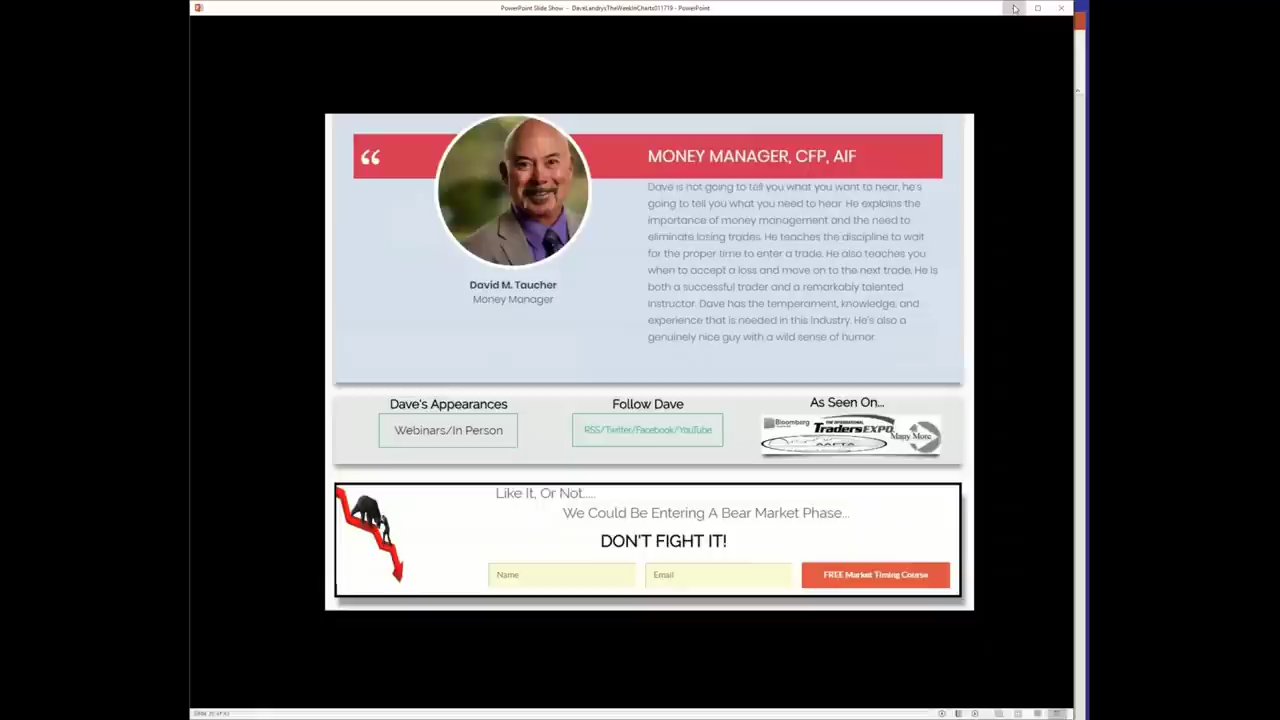 PowerPoint Slide Show - DaveLandrysTheWeekInCharts011719 - PowerPoint
“
MONEY MANAGER, CFP, AIF
Dave is not going to tell you what you want to hear, he's
going to tell you what you need to hear. He explains the
importance of money management and the need to
eliminate losing trades. He teaches the discipline to wait
for the proper time to enter a trade. He also teaches you
when to accept a loss and move on to the next trade. He is
both a successful trader and a remarkably talented
instructor. Dave has the temperament, knowledge, and
experience that is needed in this industry. He's also a
genuinely nice guy with a wild sense of humor.
David M. Taucher
Money Manager
Dave's Appearances
Webinars/In Person
Follow Dave
RSS/Twitter/Facebook/YouTube
As Seen On...
Bloomberg
THE INTERNATIONAL
TradersEXPO
Many More
Like It, Or Not.....
We Could Be Entering A Bear Market Phase...
DON'T FIGHT IT!
Name
Email
FREE Market Timing Course